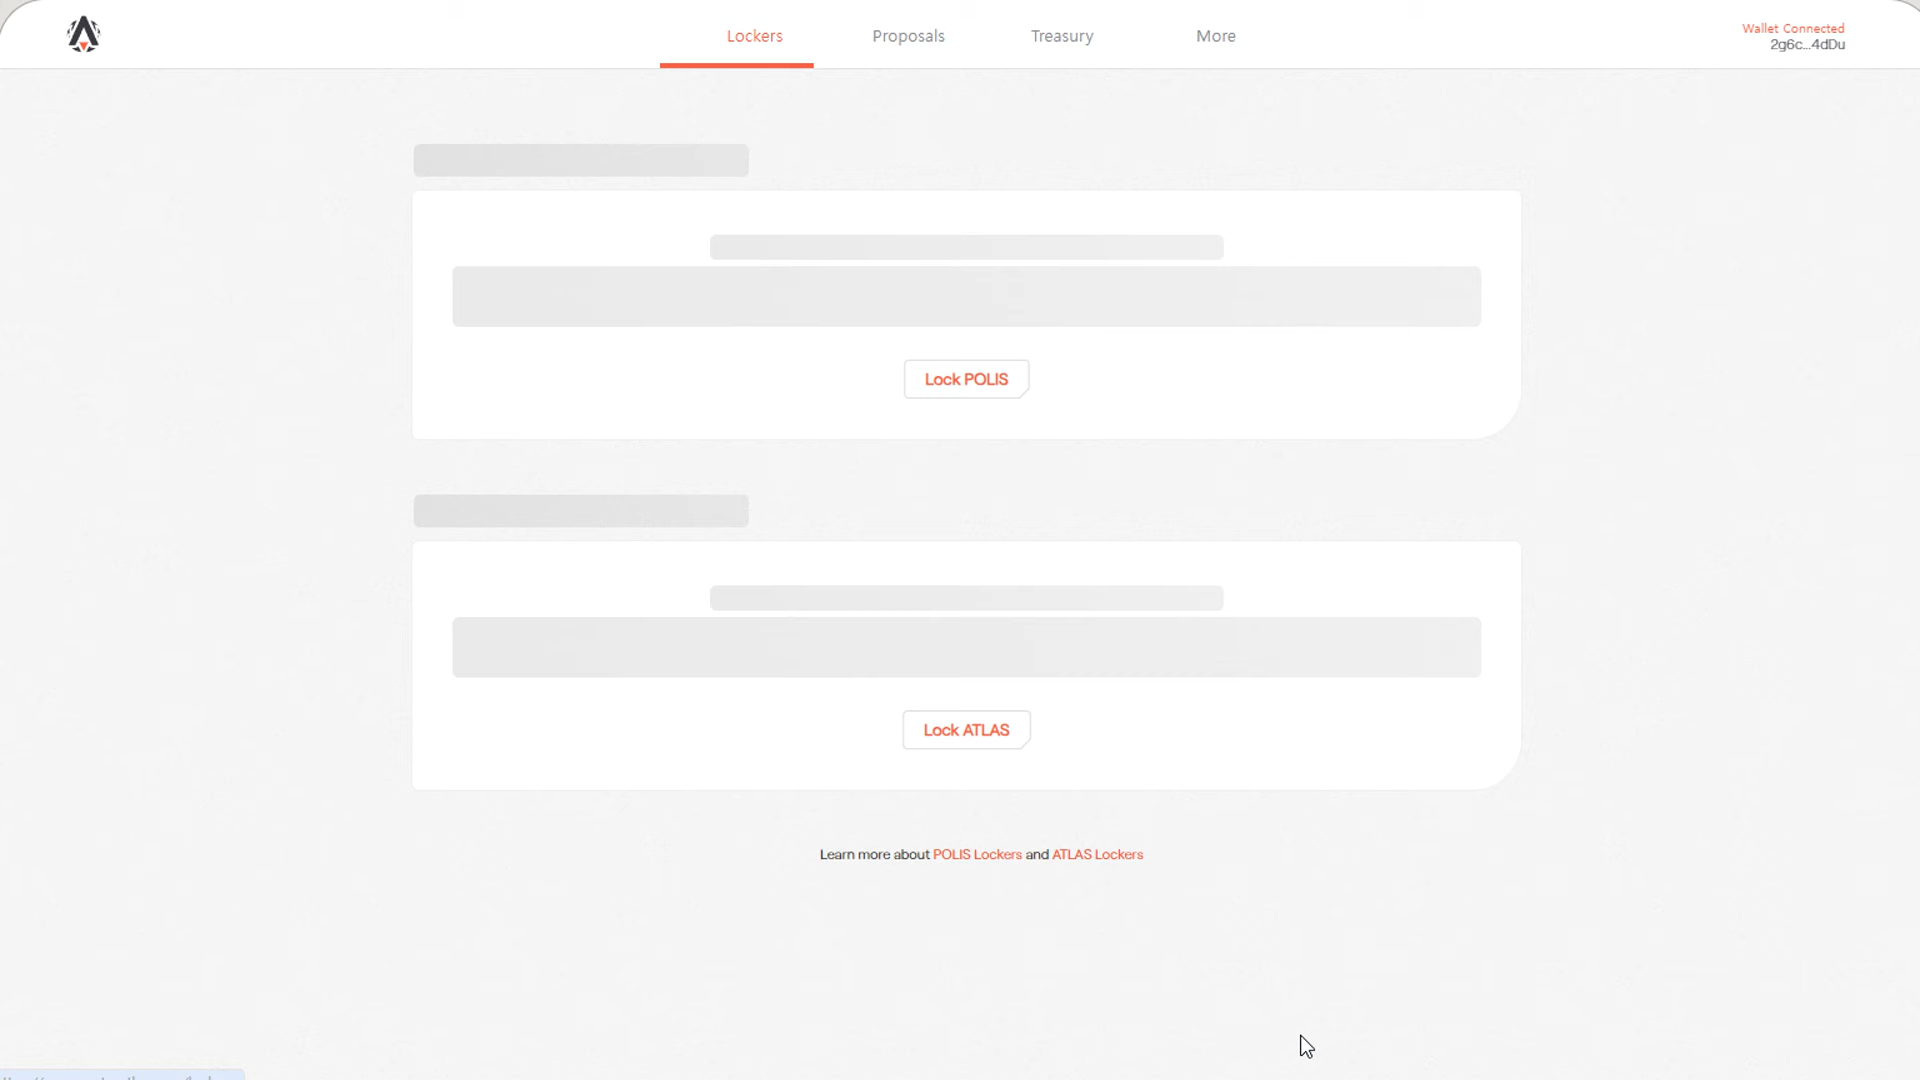 Lockers
Proposals
Treasury
More
Wallet Connected
2g6c...4dDu
Lock POLIS
Lock ATLAS
Learn more about POLIS Lockers and ATLAS Lockers